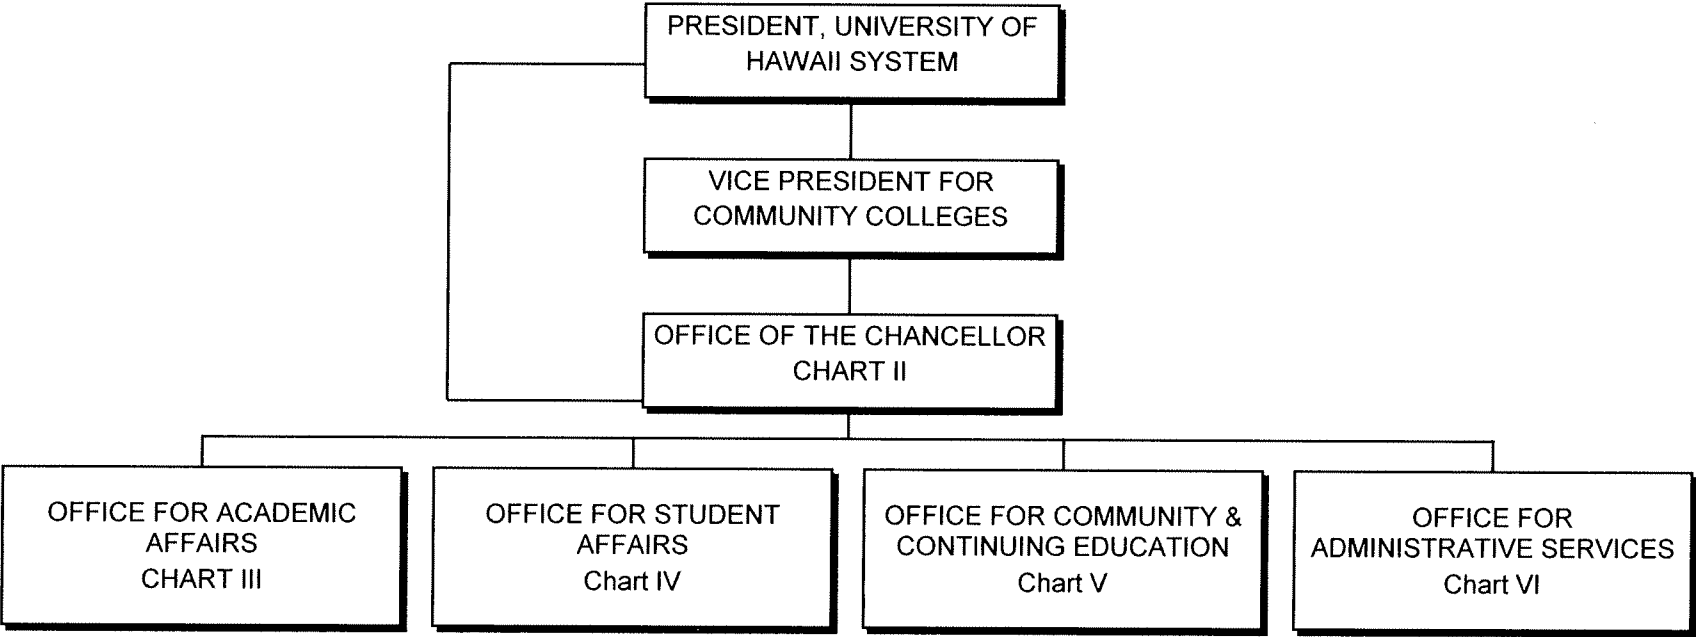 PRESIDENT, UNIVERSITY OF
HAWAII SYSTEM
VICE PRESIDENT FOR
COMMUNITY COLLEGES
OFFICE OF THE CHANCELLOR
CHART II
OFFICE FOR ACADEMIC
AFFAIRS
CHART III
OFFICE FOR STUDENT
AFFAIRS
Chart IV
OFFICE FOR COMMUNITY &
CONTINUING EDUCATION
Chart V
OFFICE FOR
ADMINISTRATIVE SERVICES
Chart VI